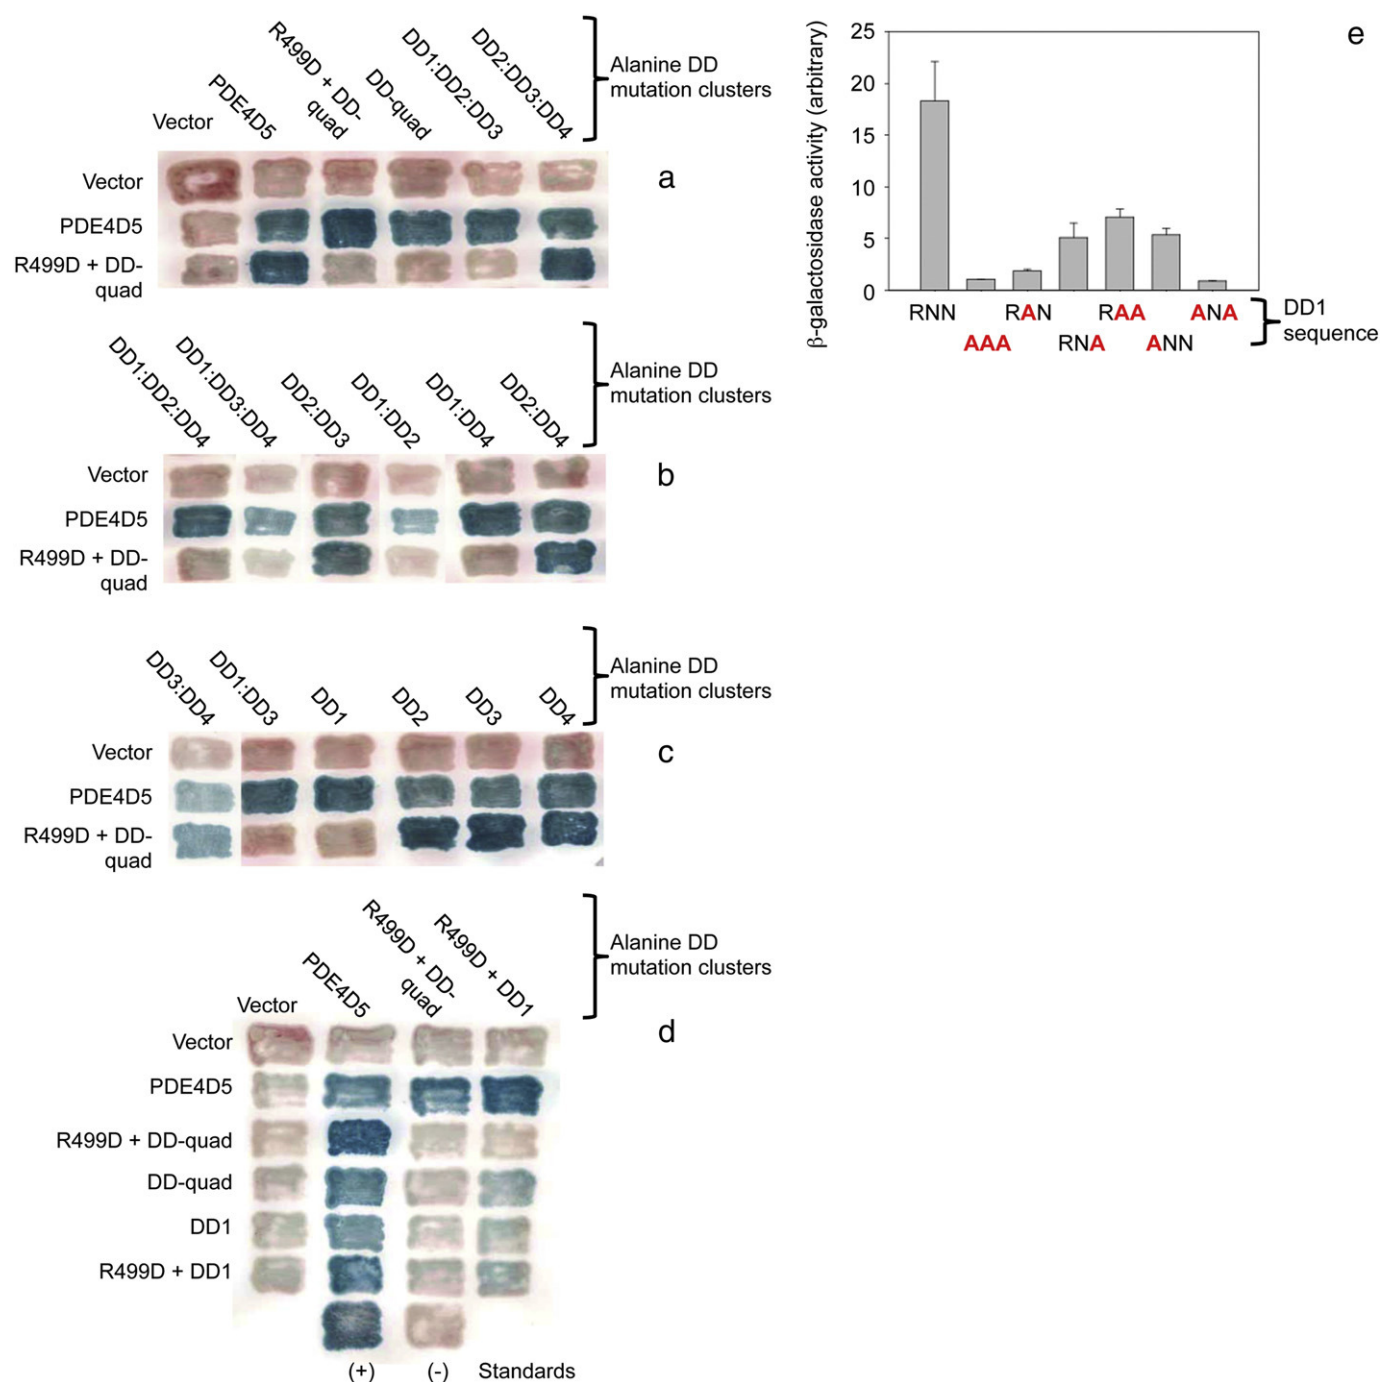 Vector
PDE4D5
R499D + DD-
quad
DD-quad
DD1:DD2:DD3
DD2:DD3:DD4
Alanine DD
mutation clusters
a
Vector
PDE4D5
R499D + DD-
quad
DD1:DD2:DD4
DD1:DD3:DD4
DD2:DD3
DD1:DD2
DD1:DD4
DD2:DD4
Alanine DD
mutation clusters
b
Vector
PDE4D5
R499D + DD-
quad
DD3:DD4
DD1:DD3
DD1
DD2
DD3
DD4
Alanine DD
mutation clusters
c
Vector
PDE4D5
R499D + DD-
quad
Vector
PDE4D5
R499D + DD-
quad
R499D + DD1
Alanine DD
mutation clusters
d
Vector
PDE4D5
R499D + DD-quad
DD-quad
DD1
R499D + DD1
(+) (-) Standards
e
β-galactosidase activity (arbitrary)
25
20
15
10
5
0
RNN RAN RAA ANA
AAA RNA ANN
DD1
sequence